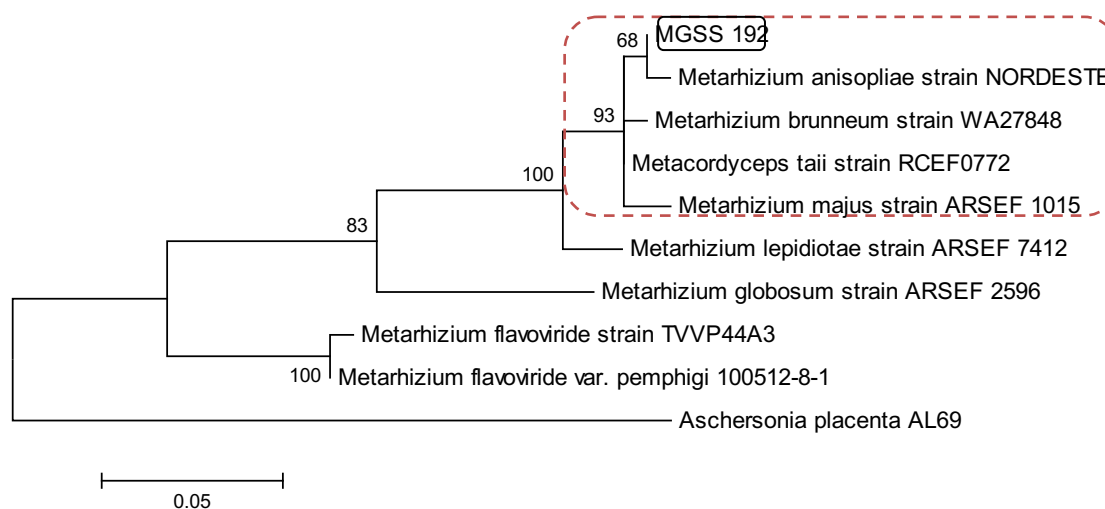 MGSS 192
68
Metarhizium anisopliae strain NORDESTE
93
Metarhizium brunneum strain WA27848
Metacordyceps taii strain RCEF0772
100
Metarhizium majus strain ARSEF 1015
83
Metarhizium lepidiotae strain ARSEF 7412
Metarhizium globosum strain ARSEF 2596
Metarhizium flavoviride strain TVVP44A3
100
Metarhizium flavoviride var. pemphigi 100512-8-1
Aschersonia placenta AL69
0.05